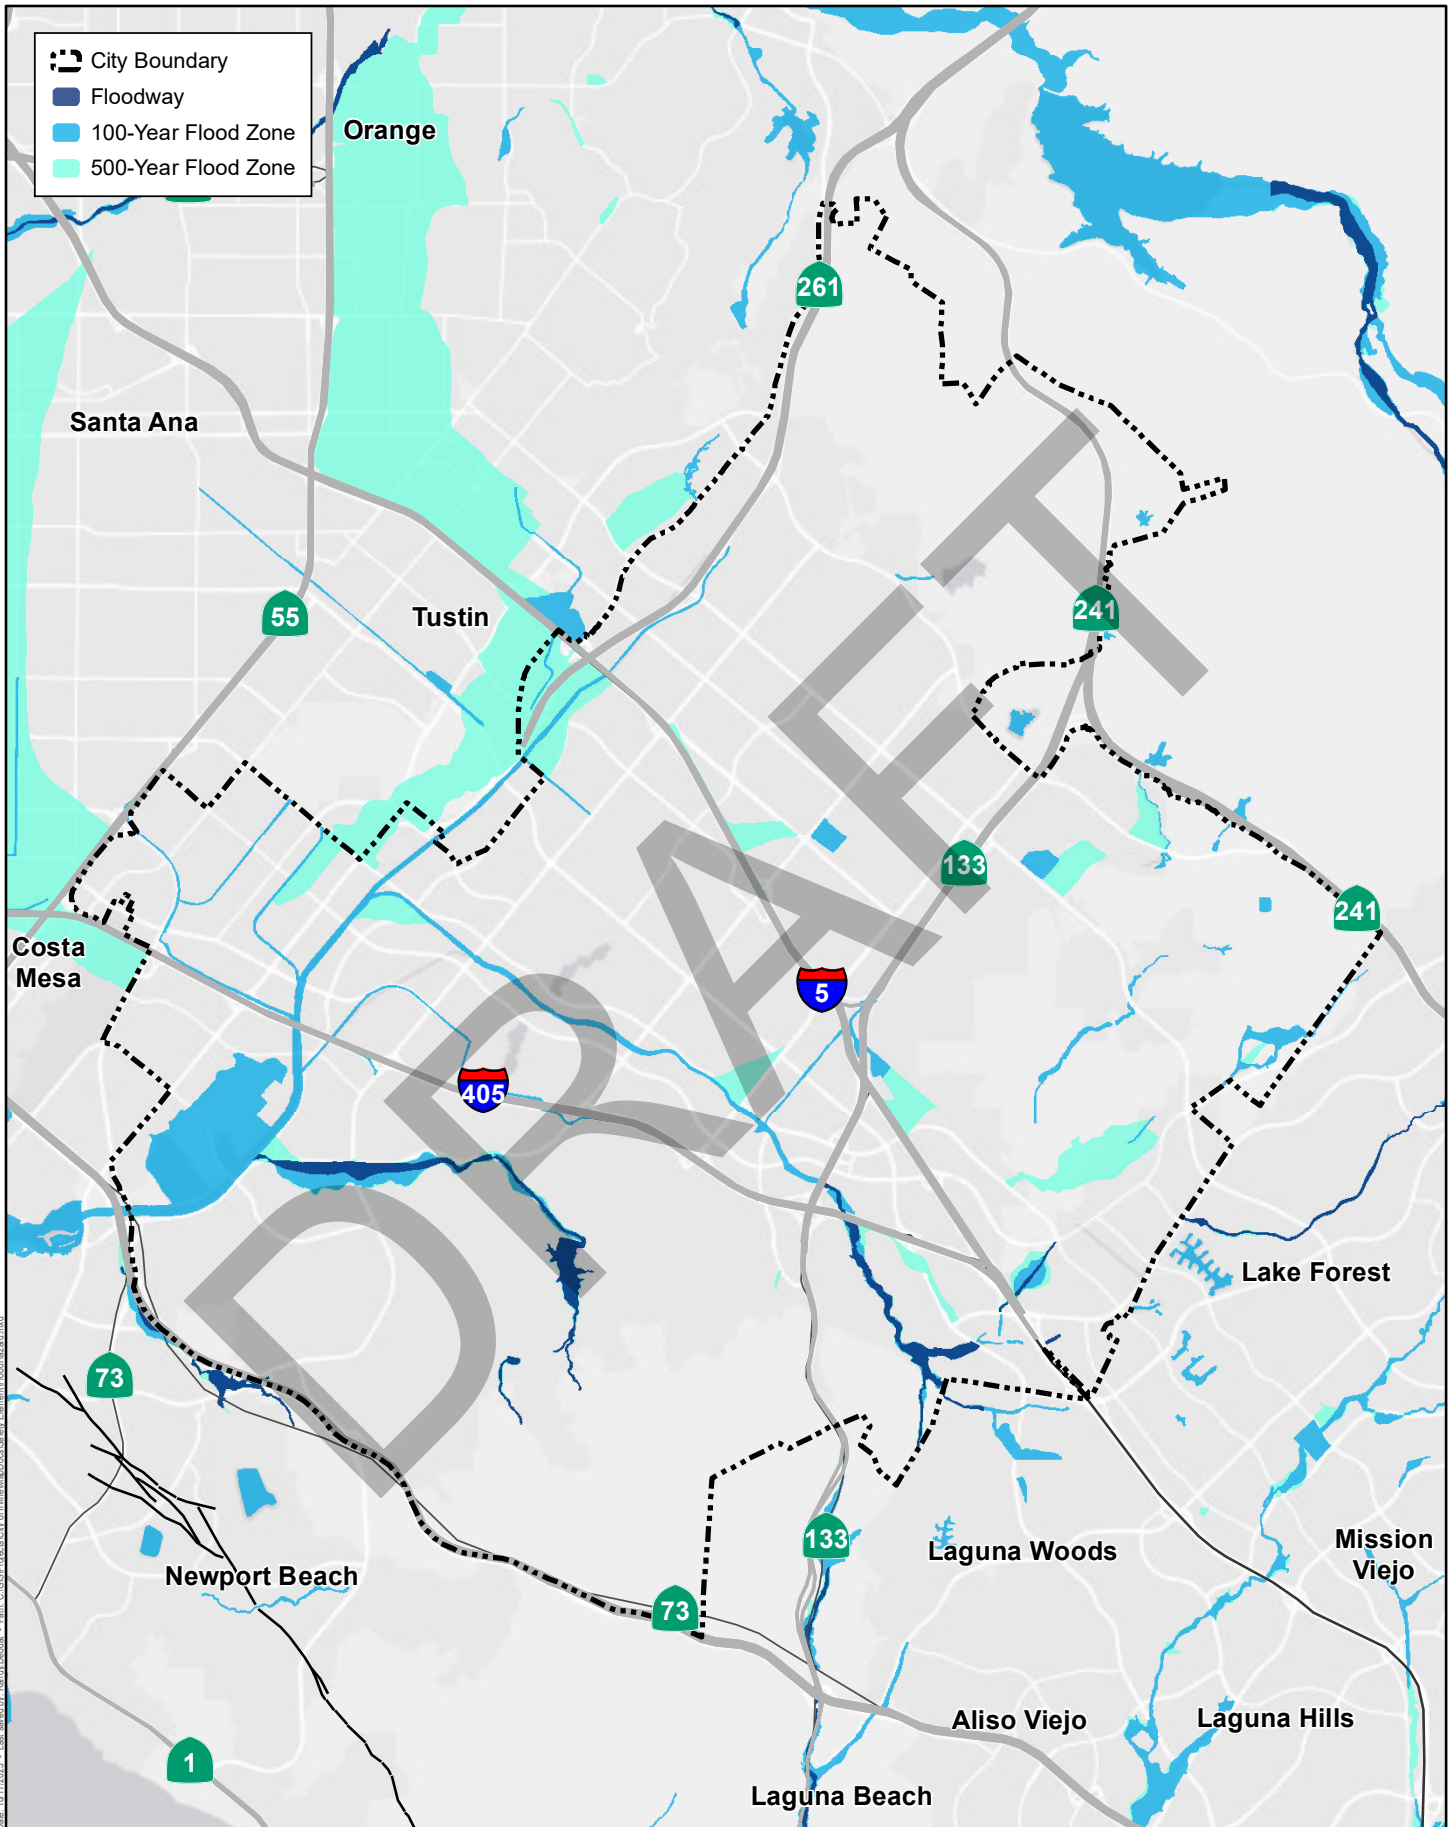 City Boundary
Floodway
100-Year Flood Zone
500-Year Flood Zone
Orange
261
Santa Ana
55
Tustin
241
133
241
Costa
Mesa
5
405
DRAFT
Lake Forest
73
133
Laguna Woods
Mission
Viejo
Newport Beach
73
Aliso Viejo
Laguna Hills
1
Laguna Beach